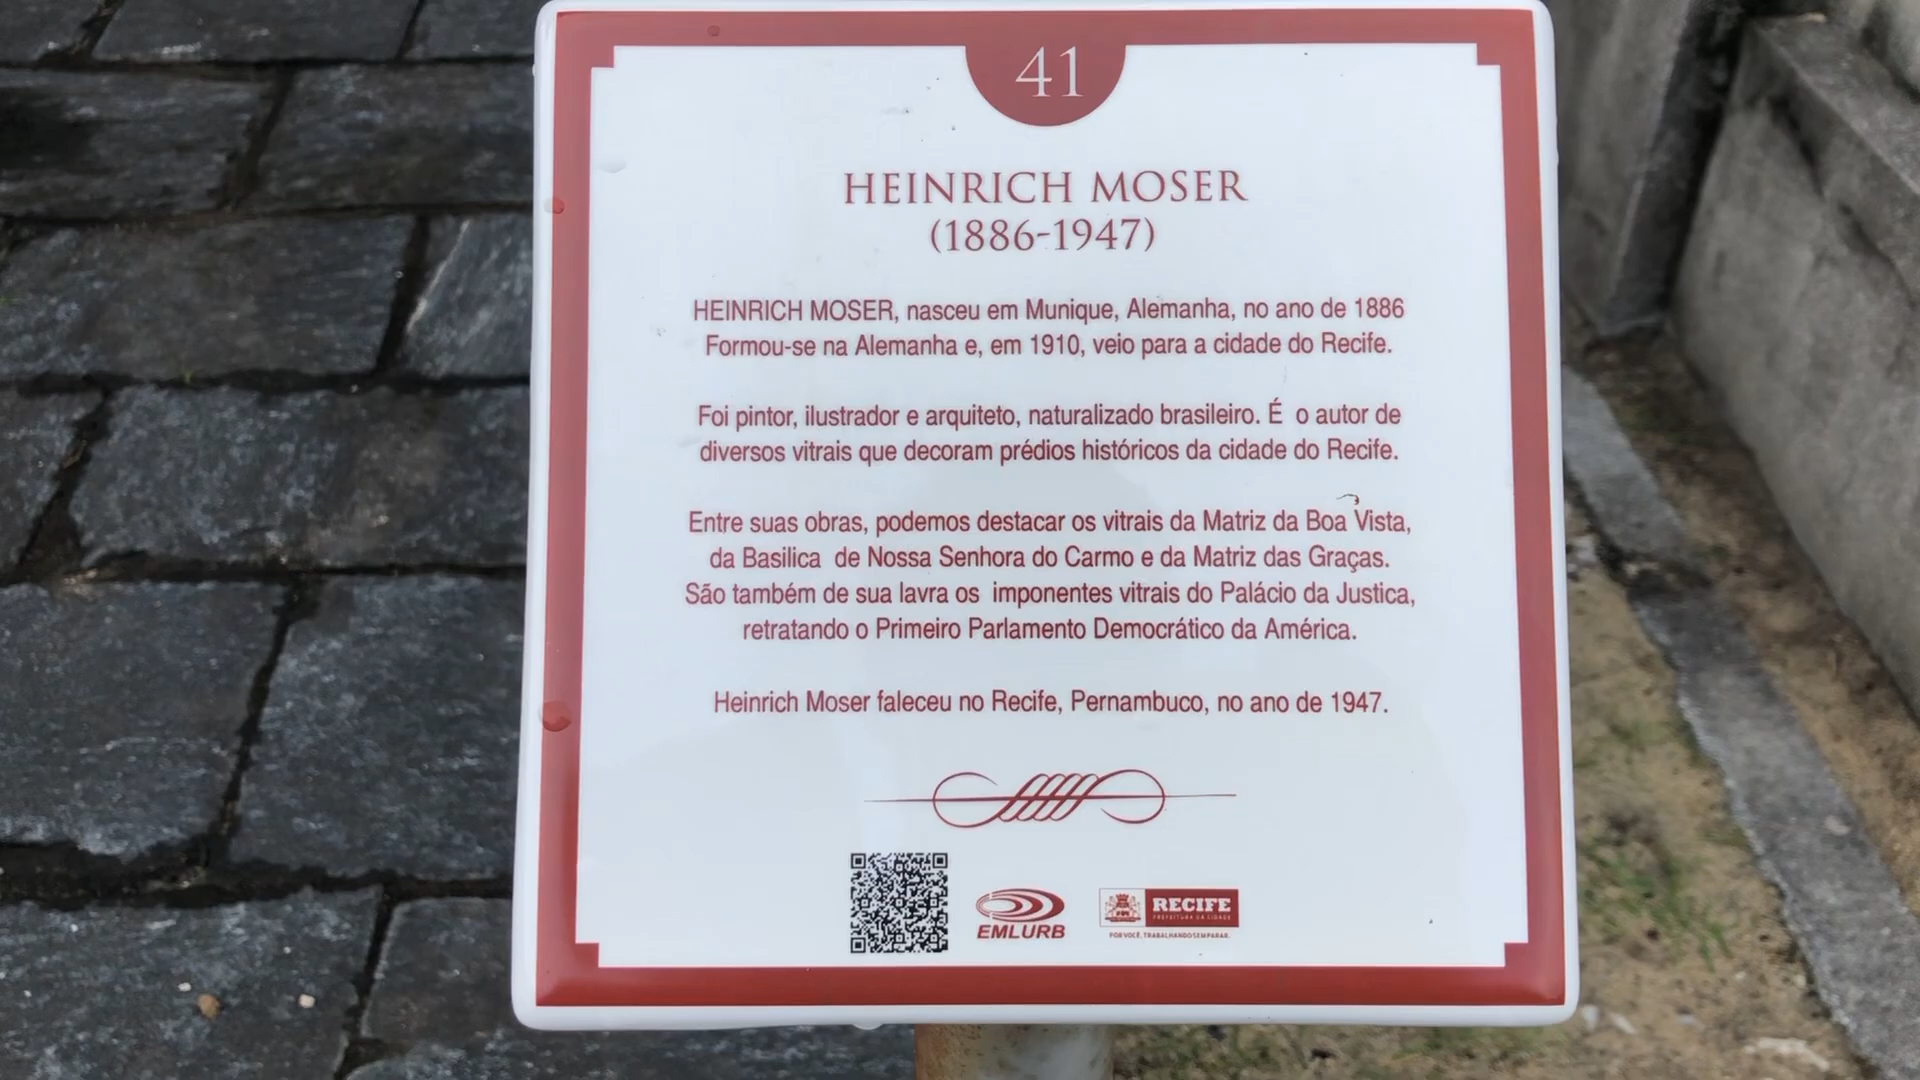 41
HEINRICH MOSER
(1886-1947)
HEINRICH MOSER, nasceu em Munique, Alemanha, no ano de 1886
Formou-se na Alemanha e, em 1910, veio para a cidade do Recife.
Foi pintor, ilustrador e arquiteto, naturalizado brasileiro. É o autor de
diversos vitrais que decoram prédios históricos da cidade do Recife.
Entre suas obras, podemos destacar os vitrais da Matriz da Boa Vista,
da Basilica de Nossa Senhora do Carmo e da Matriz das Graças.
São também de sua lavra os imponentes vitrais do Palácio da Justica,
retratando o Primeiro Parlamento Democrático da América.
Heinrich Moser faleceu no Recife, Pernambuco, no ano de 1947.
EMLURB
RECIFE
PREFEITURA DA CIDADE
POR VOCÊ, TRABALHANDO SEM PARAR.